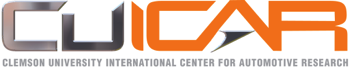 CUICAR
CLEMSON UNIVERSITY INTERNATIONAL CENTER FOR AUTOMOTIVE RESEARCH